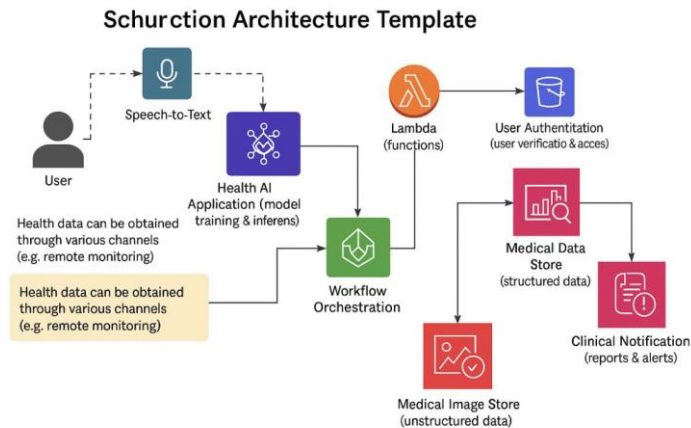 Schurction Architecture Template
Speech-to-Text
User
Health AI
Application (model
training & inferens)
Lambda
(functions)
User Authentitation
(user verificatio & acces)
Health data can be obtained
through various channels
(e.g. remote monitoring)
Health data can be obtained
through various channels
(e.g. remote monitoring)
Workflow
Orchestration
Medical Data
Store
(structured data)
Clinical Notification
(reports & alerts)
Medical Image Store
(unstructured data)